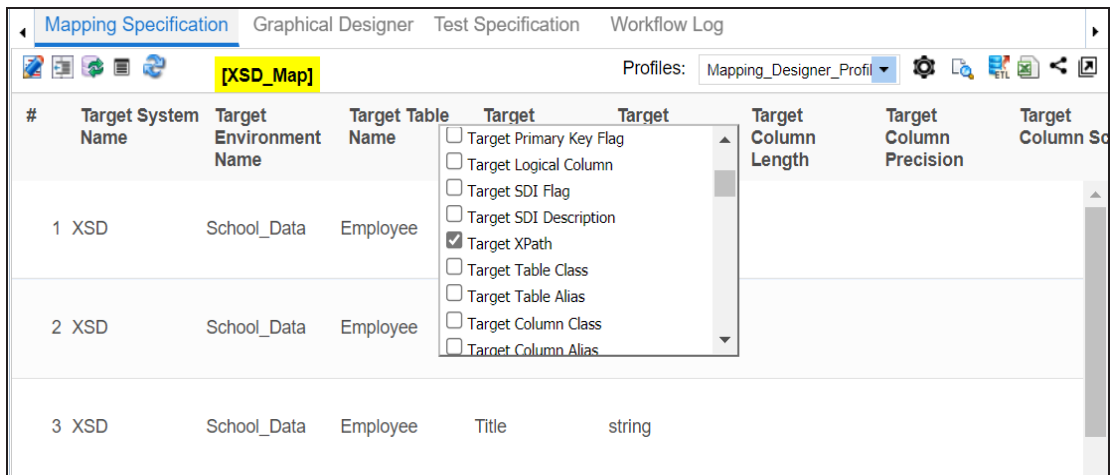 Mapping Specification Graphical Designer Test Specification Workflow Log
[XSD_Map] Profiles: Mapping_Designer_Profil ETL
# Target System Name Target Environment Name Target Table Name Target Target Target Column Length Target Column Precision Target Column Sc
Target Primary Key Flag
Target Logical Column
Target SDI Flag
Target SDI Description
Target XPath
Target Table Class
Target Table Alias
Target Column Class
Target Column Alias
1 XSD School_Data Employee
2 XSD School_Data Employee
3 XSD School_Data Employee Title string